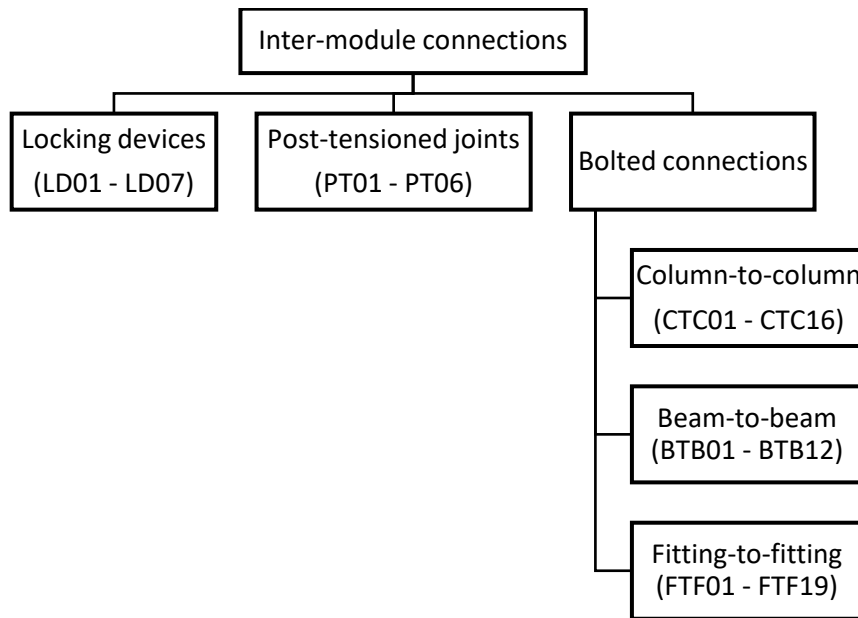 Inter-module connections
Locking devices
(LD01 - LD07)
Post-tensioned joints
(PT01 - PT06)
Bolted connections
Column-to-column
(CTC01 - CTC16)
Beam-to-beam
(BTB01 - BTB12)
Fitting-to-fitting
(FTF01 - FTF19)